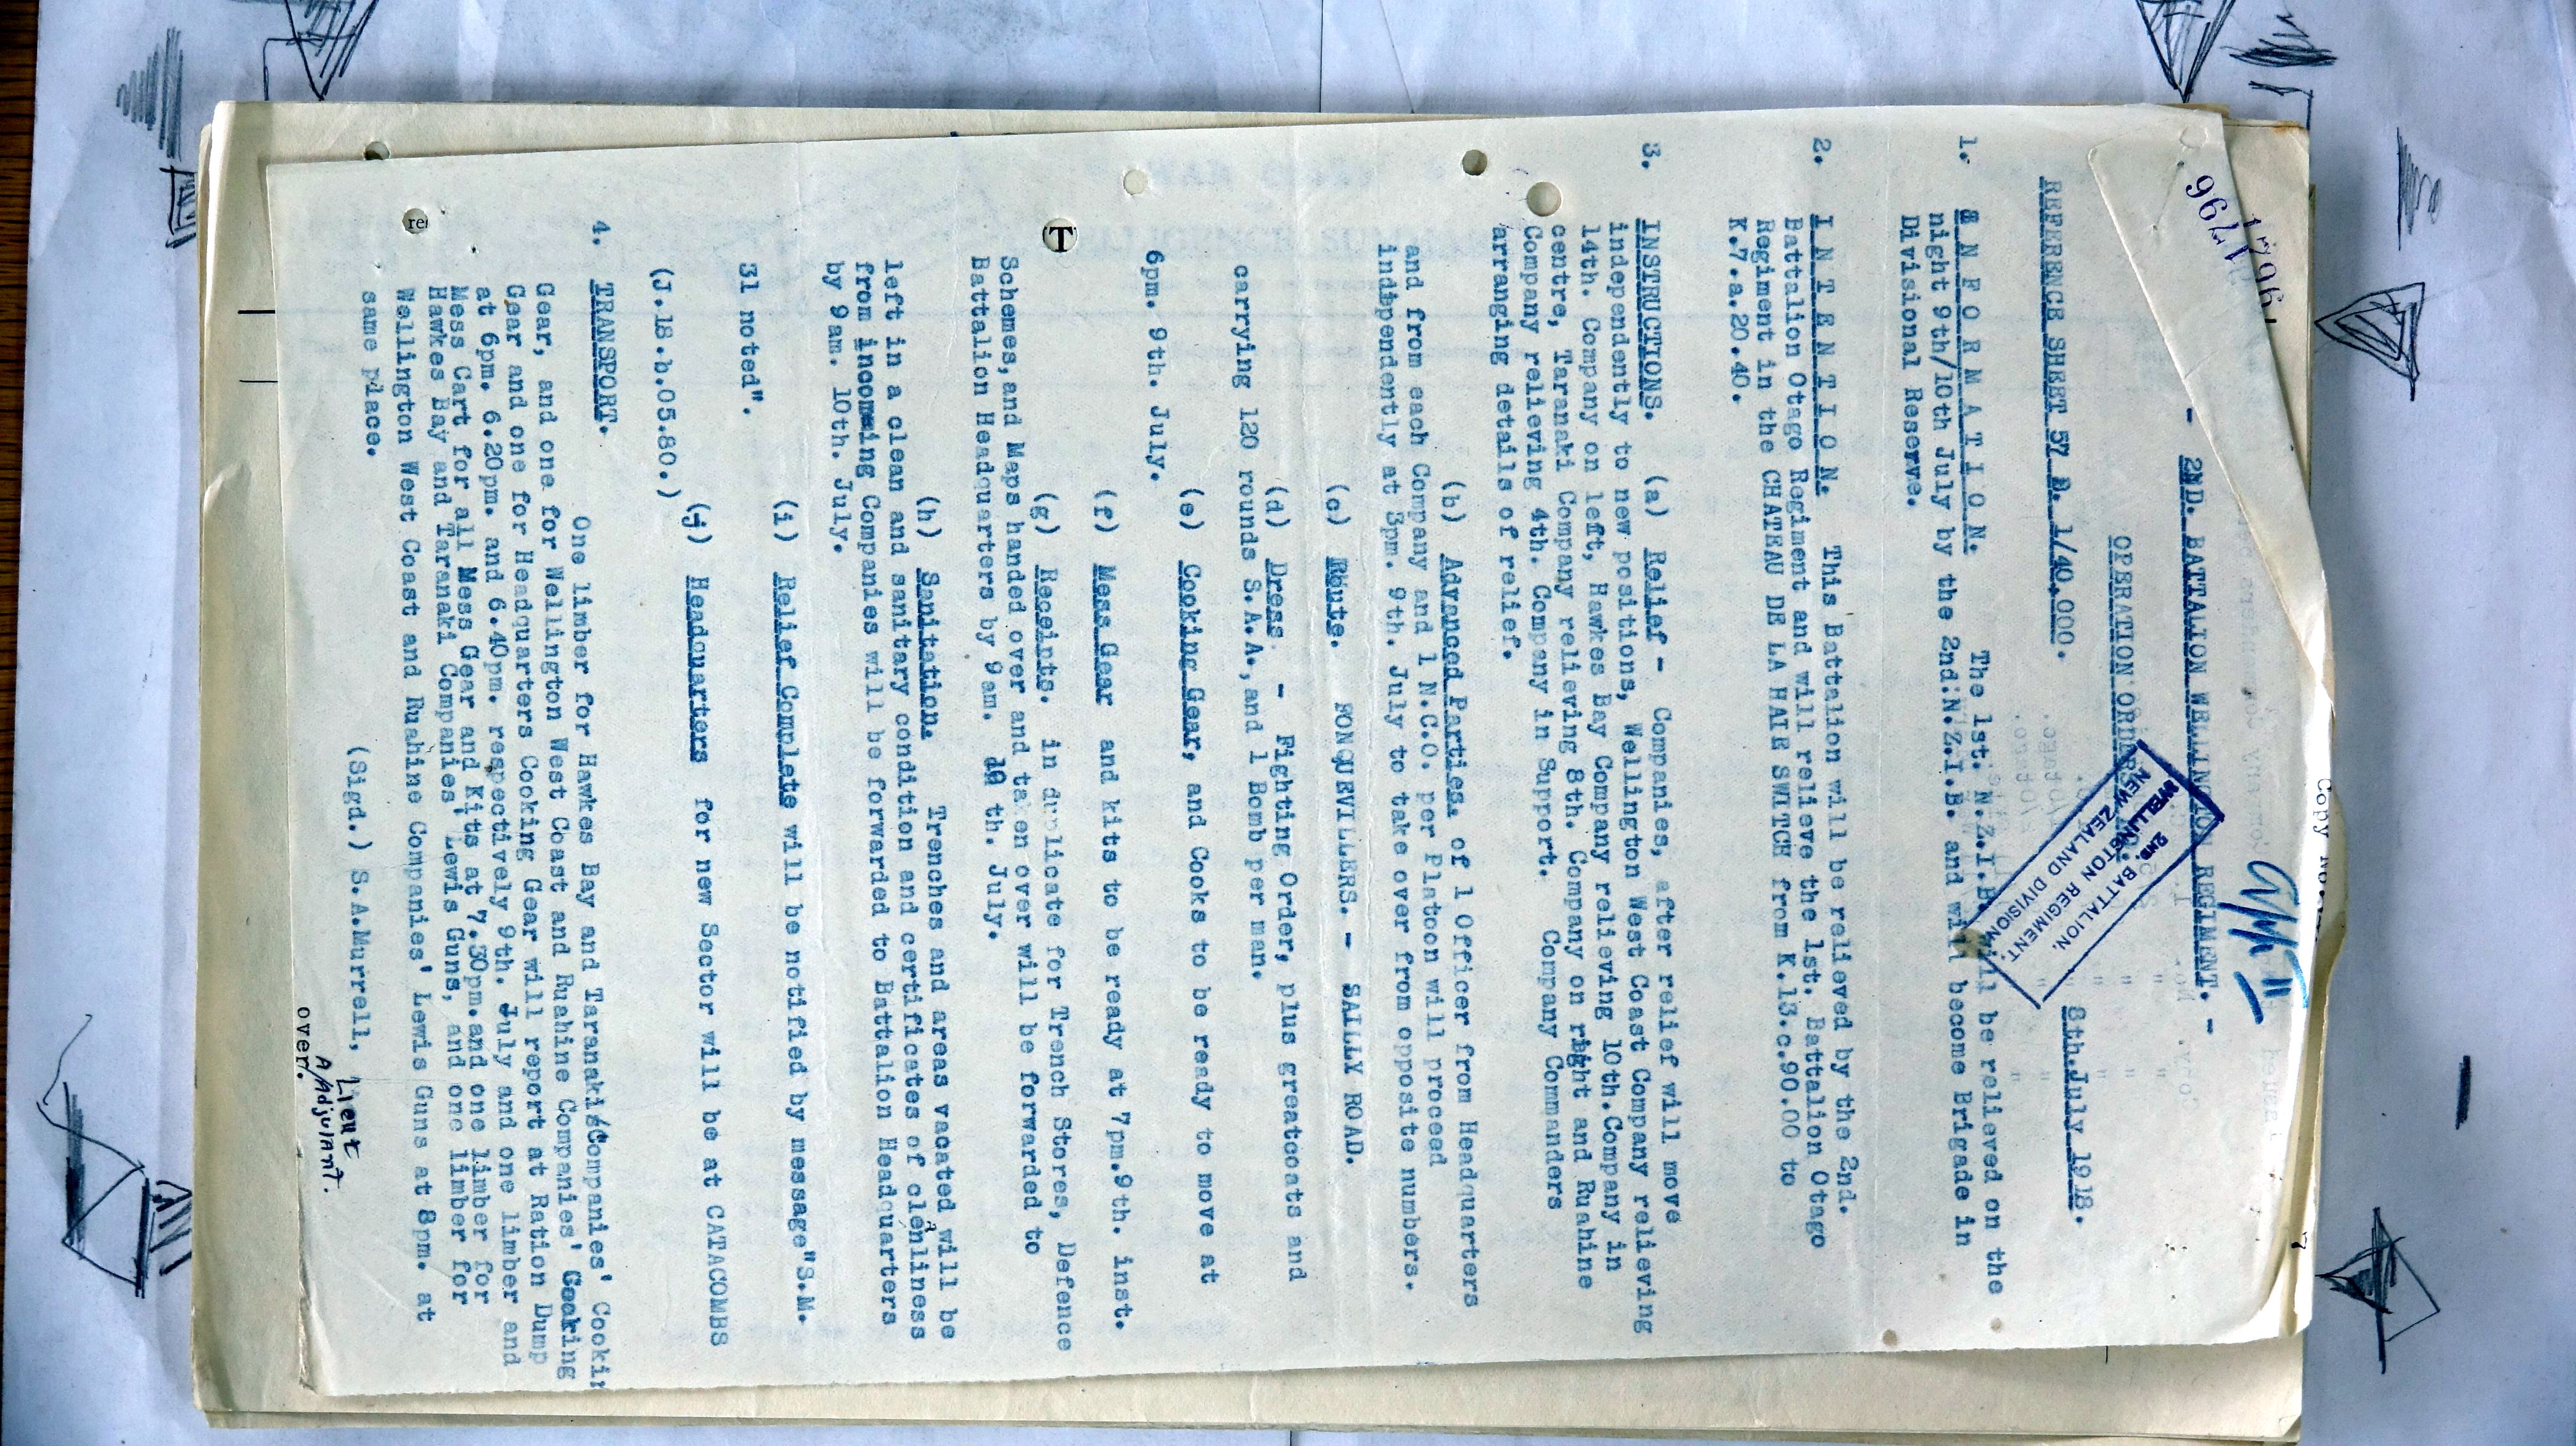 Copy No.
1796
- 2ND. BATTALION WELLINGTON REGIMENT. -
OPERATION ORDERS
2ND. BATTALION.
WELLINGTON REGIMENT.
NEW ZEALAND DIVISION.
REFERENCE SHEET 57 D. 1/40,000.
8th.July 1918.
1. I N F O R M A T I O N. The 1st. N.Z.I.B. will be relieved on the
night 9th/10th July by the 2nd.N.Z.I.B. and will become Brigade in
Divisional Reserve.
2. I N T E N T I O N. This Battalion will be relieved by the 2nd.
Batttalion Otago Regiment and will relieve the 1st. Battalion Otago
Regiment in the CHATEAU DE LA HAIE SWITCH from K.13.c.90.00 to
K.7.a.20.40.
3. INSTRUCTIONS. (a) Relief - Companies, after relief will move
independently to new positions, Wellington West Coast Company relieving
14th. Company on left, Hawkes Bay Company relieving 10th.Company in
centre, Taranaki Company relieving 8th. Company on right and Ruahine
Company relieving 4th. Company in Support. Company Commanders
arranging details of relief.
(b) Advanced Parties. of 1 Officer from Headquarters
and from each Company and 1 N.C.O. per Platoon will proceed
independently at 3pm. 9th. July to take over from opposite numbers.
(c) Route. FONQUEVILLERS. - SAILLY ROAD.
(d) Dress - Fighting Order, plus greatcoats and
carrying 120 rounds S.A.A, and 1 Bomb per man.
(e) Cooking Gear, and Cooks to be ready to move at
6pm. 9th. July.
(f) Mess Gear and kits to be ready at 7pm.9th. inst.
T
(g) Receipts. in duplicate for Trench Stores, Defence
Schemes, and Maps handed over and taken over will be forwarded to
Battalion Headquarters by 9am. 10 th. July.
(h) Sanitation. Trenches and areas vacated will be
left in a clean and sanitary condition and certificates of clenliness
from incomming Companies will be forwarded to Battalion Headquarters
by 9am. 10th. July.
(i) Relief Complete will be notified by message"S.M.
31 noted".
(j) Headquarters for new Sector will be at CATACOMBS
(J.18.b.05.80.)
4. TRANSPORT.
One limber for Hawkes Bay and Taranaki Companies' Cookin
Gear, and one for Wellington West Coast and Ruahine Companies' Cooking
Gear and one for Headquarters Cooking Gear will report at Ration Dump
at 6pm. 6.20pm. and 6.40pm. respectively 9th. July and one limber and
Mess Cart for all Mess Gear and Kits at 7.30pm.and one limber for
Hawkes Bay and Taranaki Companies' Lewis Guns, and one limber for
Wellington West Coast and Ruahine Companies' Lewis Guns at 8pm. at
same place.
re
(Sigd.) S.A.Murrell, Lieut
A/Adjutant.
over.